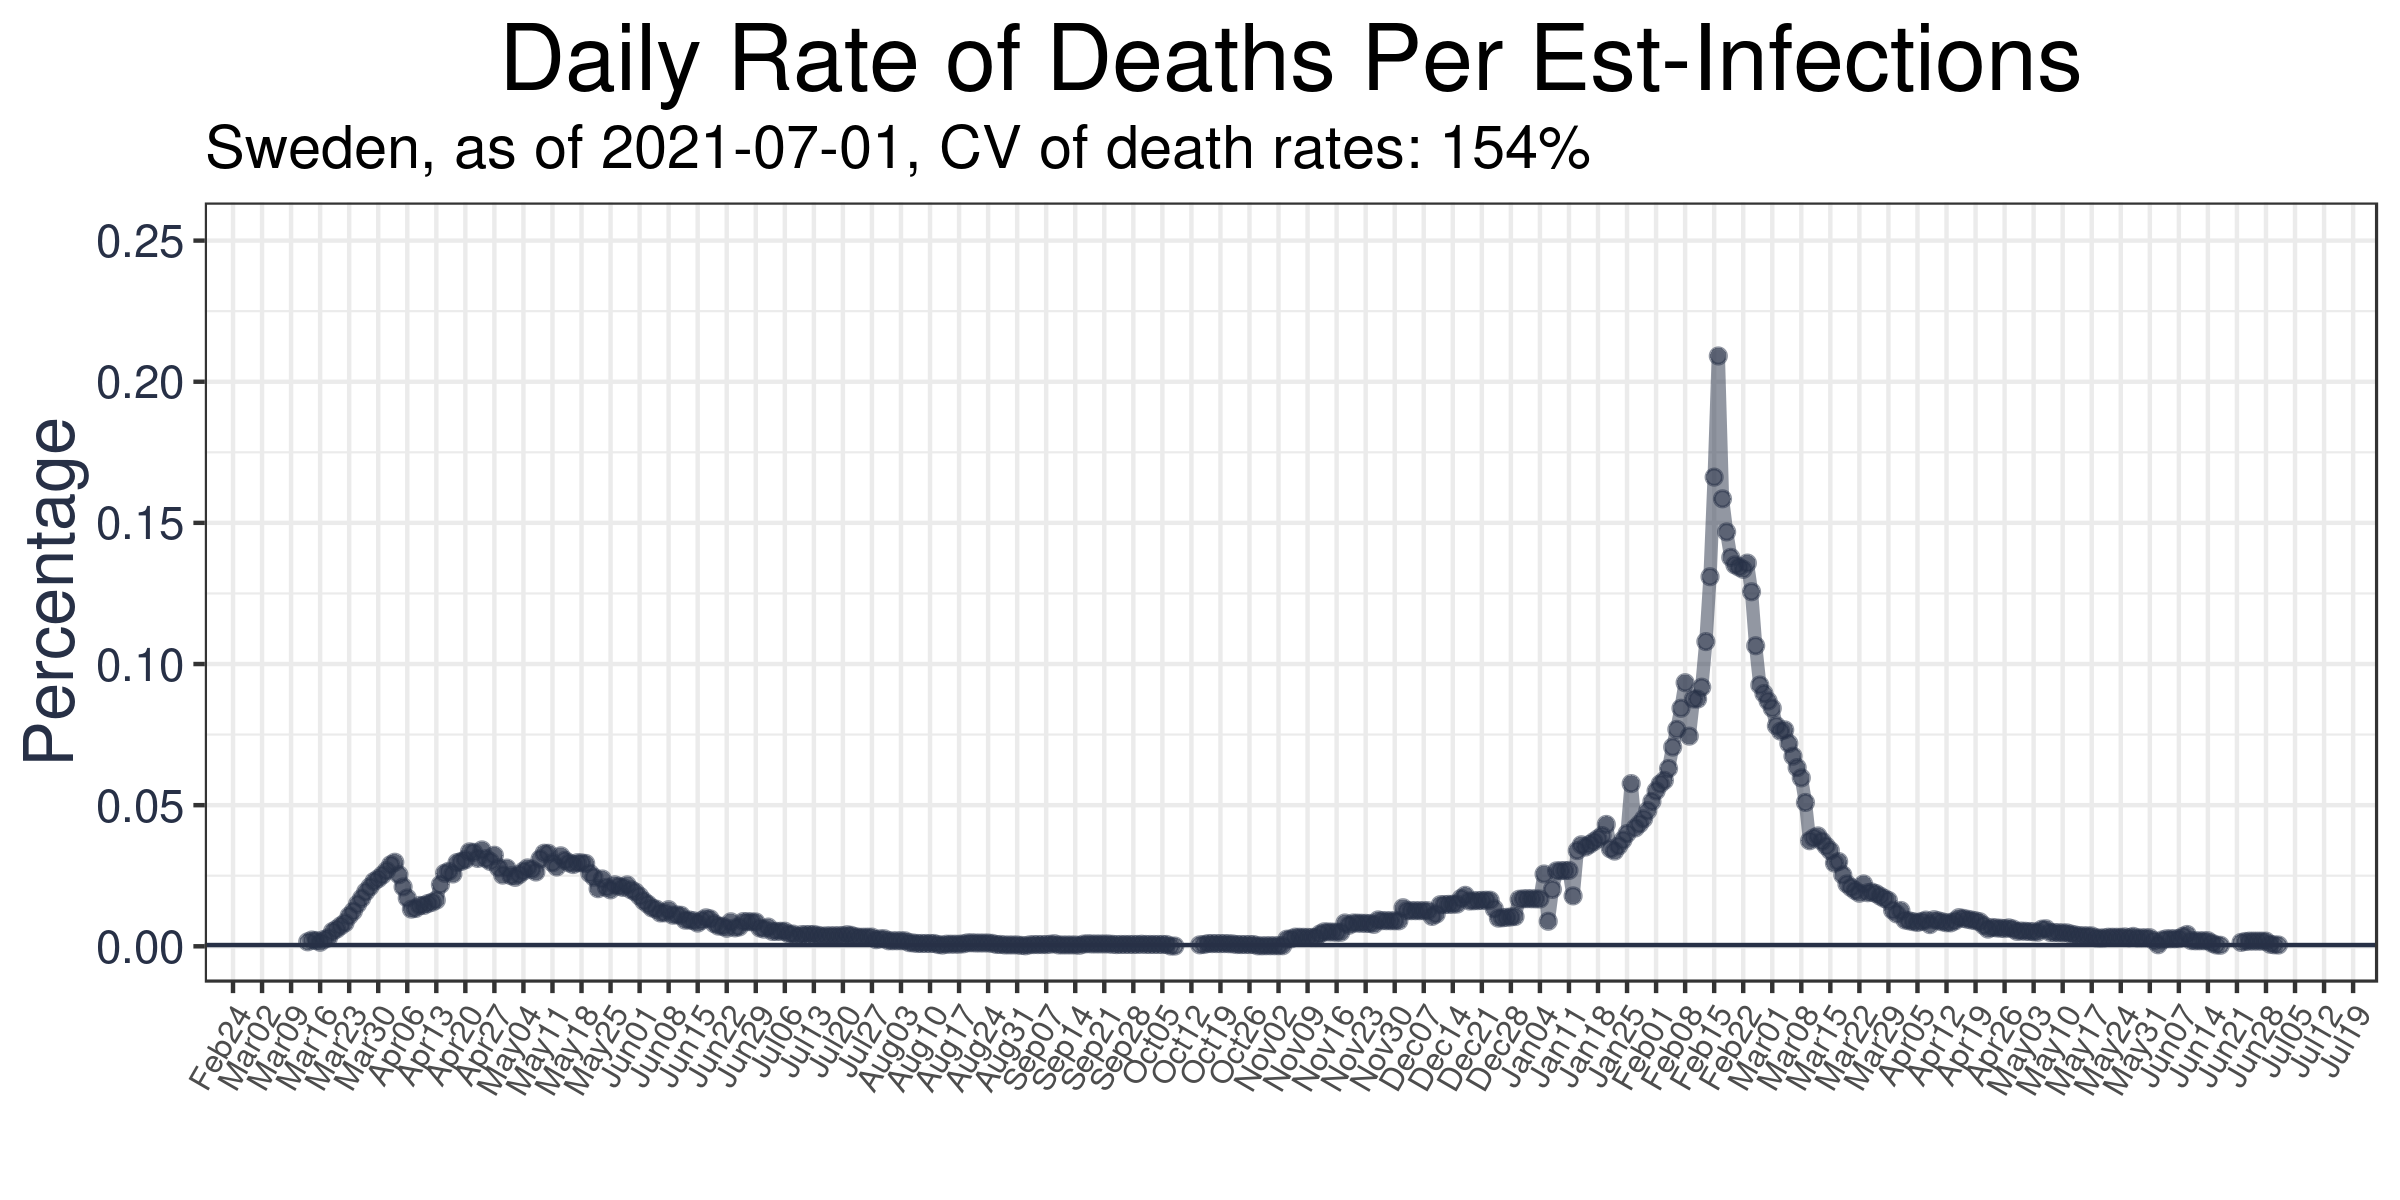 Daily Rate of Deaths Per Est-Infections
Sweden, as of 2021-07-01, CV of death rates: 154%
Percentage
0.25
0.20
0.15
0.10
0.05
0.00
Feb24
Mar02
Mar09
Mar16
Mar23
Mar30
Apr06
Apr13
Apr20
Apr27
May04
May11
May18
May25
Jun01
Jun08
Jun15
Jun22
Jun29
Jul06
Jul13
Jul20
Jul27
Aug03
Aug10
Aug17
Aug24
Aug31
Sep07
Sep14
Sep21
Sep28
Oct05
Oct12
Oct19
Oct26
Nov02
Nov09
Nov16
Nov23
Nov30
Dec07
Dec14
Dec21
Dec28
Jan04
Jan11
Jan18
Jan25
Feb01
Feb08
Feb15
Feb22
Mar01
Mar08
Mar15
Mar22
Mar29
Apr05
Apr12
Apr19
Apr26
May03
May10
May17
May24
May31
Jun07
Jun14
Jun21
Jun28
Jul05
Jul12
Jul19